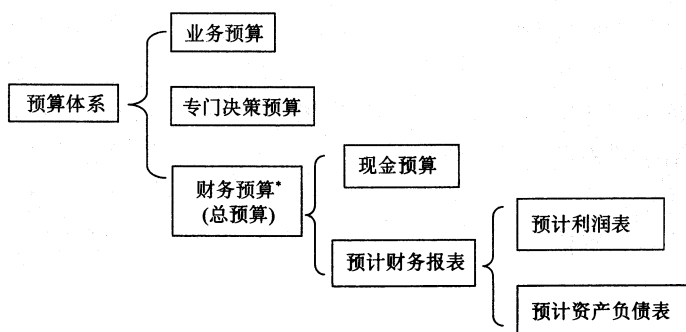 业务预算
预算体系
专门决策预算
现金预算
财务预算*
(总预算)
预计利润表
预计财务报表
预计资产负债表